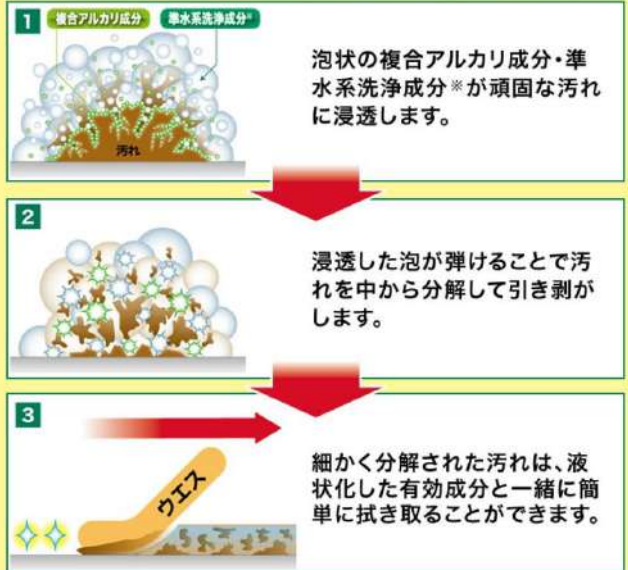 1
複合アルカリ成分
準水系洗浄成分※
汚れ
泡状の複合アルカリ成分・準
水系洗浄成分※が頑固な汚れ
に浸透します。
2
浸透した泡が弾けることで汚
れを中から分解して引き剥が
します。
3
ウエス
細かく分解された汚れは、液
状化した有効成分と一緒に簡
単に拭き取ることができます。